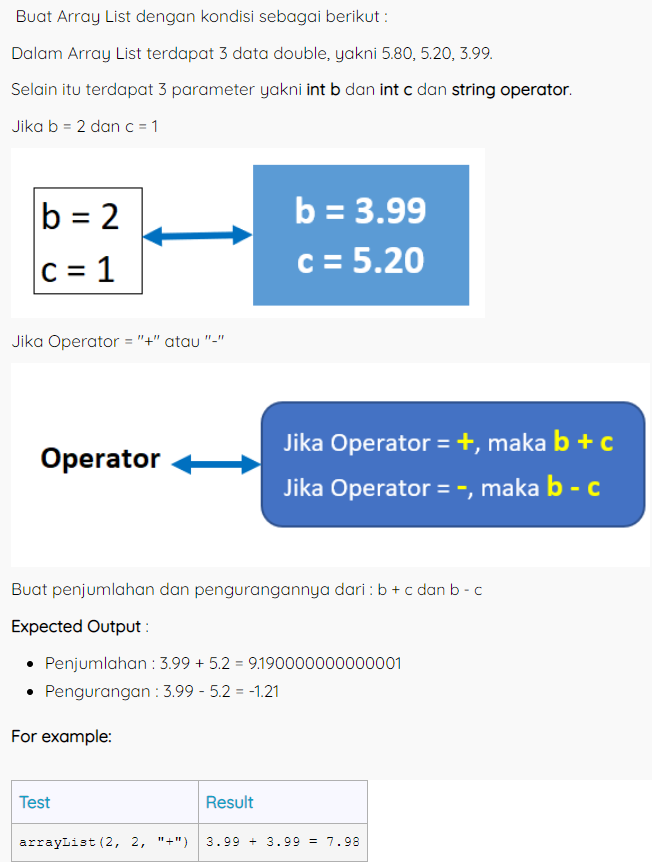 Buat Array List dengan kondisi sebagai berikut :
Dalam Array List terdapat 3 data double, yakni 5.80, 5.20, 3.99.
Selain itu terdapat 3 parameter yakni int b dan int c dan string operator.
Jika b = 2 dan c = 1
b = 2
c = 1
b = 3.99
c = 5.20
Jika Operator = "+" atau "-"
Operator
Jika Operator = +, maka b + c
Jika Operator = -, maka b - c
Buat penjumlahan dan pengurangannya dari : b + c dan b - c
Expected Output :
• Penjumlahan : 3.99 + 5.2 = 9.190000000000001
• Pengurangan : 3.99 - 5.2 = -1.21
For example:
Test Result
arrayList(2, 2, "+") 3.99 + 3.99 = 7.98